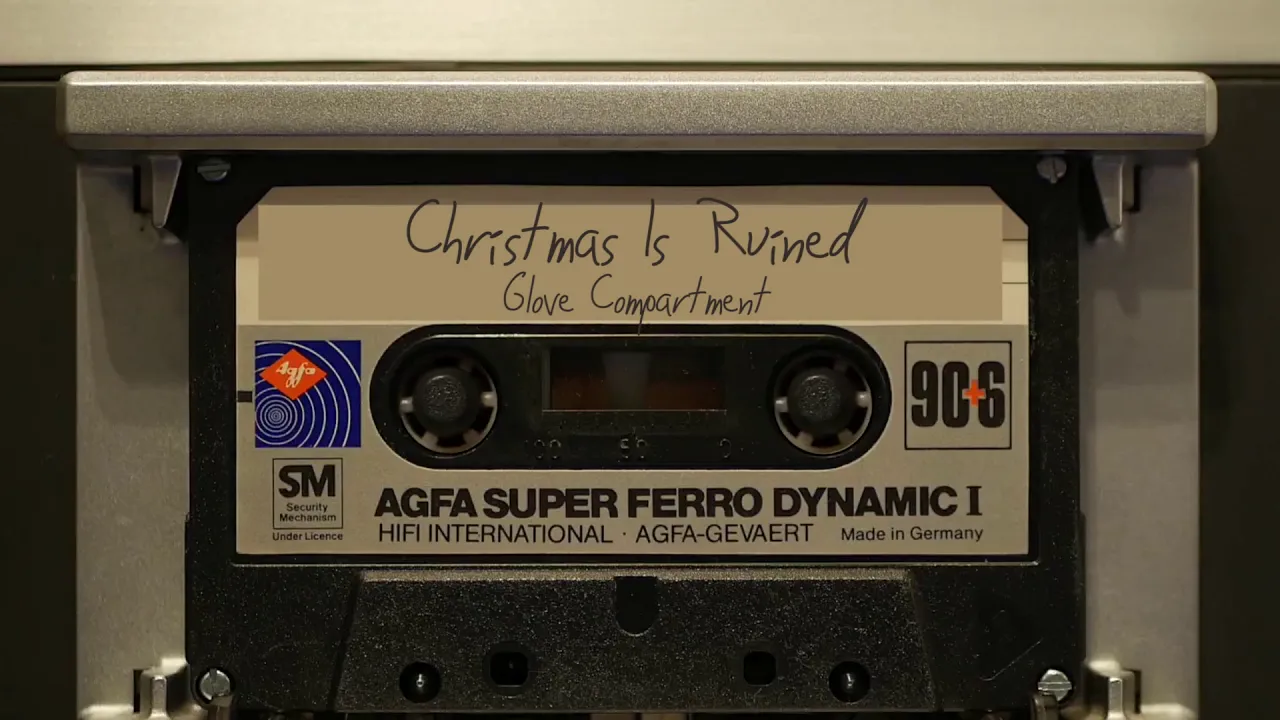 Christmas Is Ruined
Glove Compartment
Agfa
90+6
SM
Security
Mechanism
Under Licence
AGFA SUPER FERRO DYNAMIC I
HIFI INTERNATIONAL · AGFA-GEVAERT Made in Germany